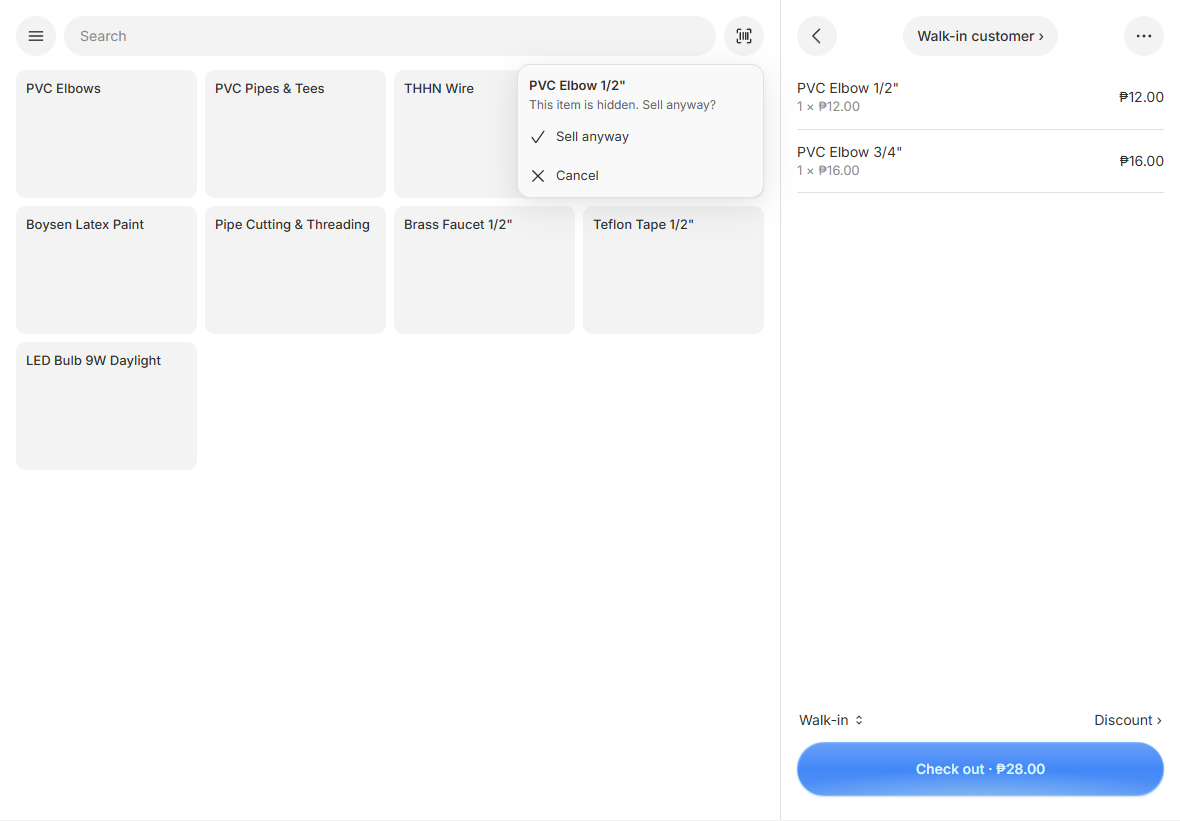 Search
PVC Elbows
PVC Pipes & Tees
THHN Wire
PVC Elbow 1/2"
This item is hidden. Sell anyway?
Sell anyway
Cancel
Boysen Latex Paint
Pipe Cutting & Threading
Brass Faucet 1/2"
Teflon Tape 1/2"
LED Bulb 9W Daylight
Walk-in customer ›
PVC Elbow 1/2"
1 × ₱12.00
₱12.00
PVC Elbow 3/4"
1 × ₱16.00
₱16.00
Walk-in
Discount ›
Check out · ₱28.00